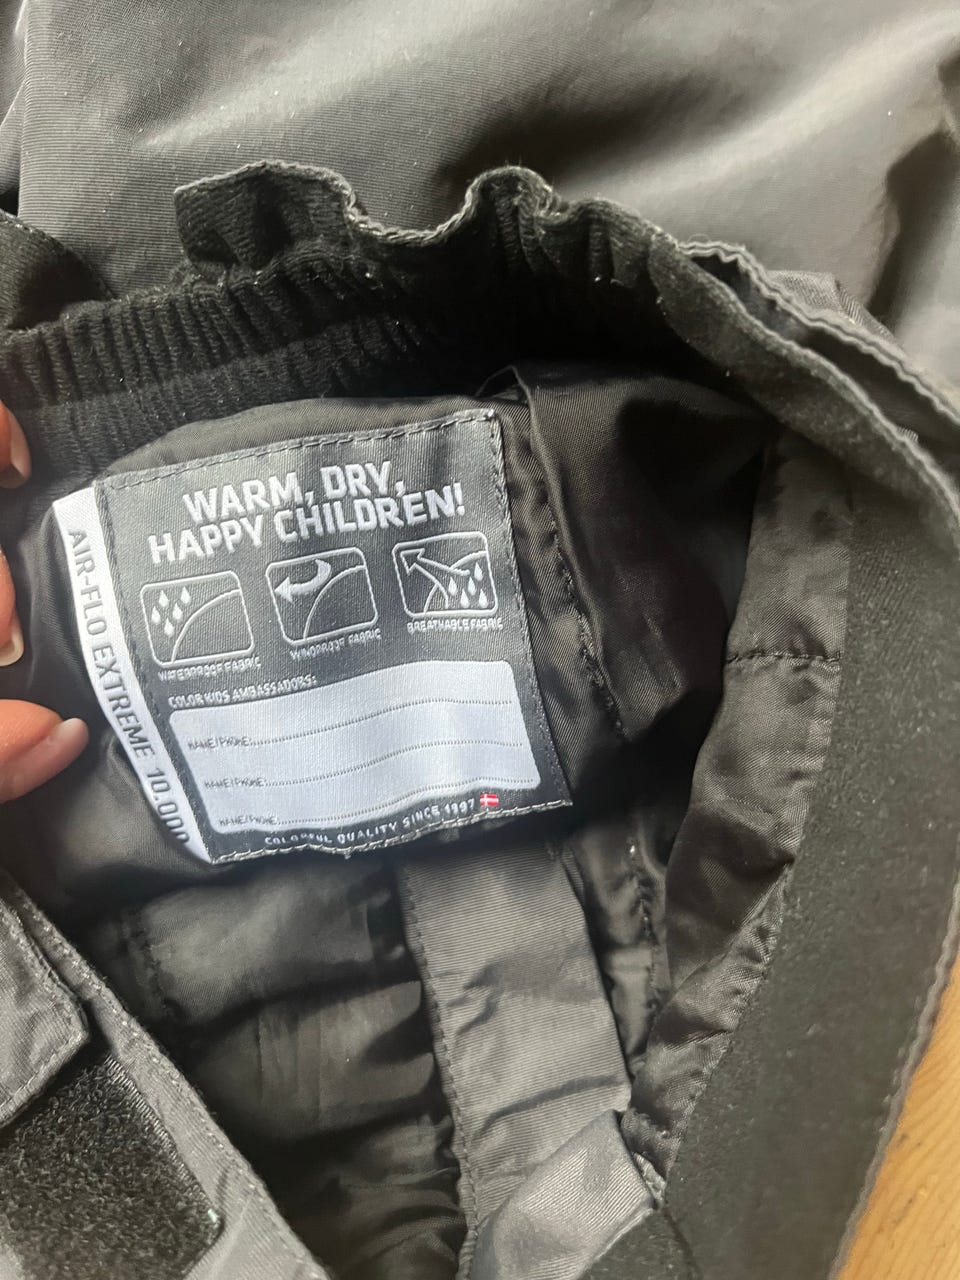 WARM, DRY,
HAPPY CHILDREN!
WATERPROOF FABRIC
WINDPROOF FABRIC
BREATHABLE FABRIC
COLOR KIDS AMBASSADORS:
NAME/PHONE:
NAME/PHONE:
NAME/PHONE:
COLORFUL QUALITY SINCE 1997
AIR-FLO EXTREME 10.000